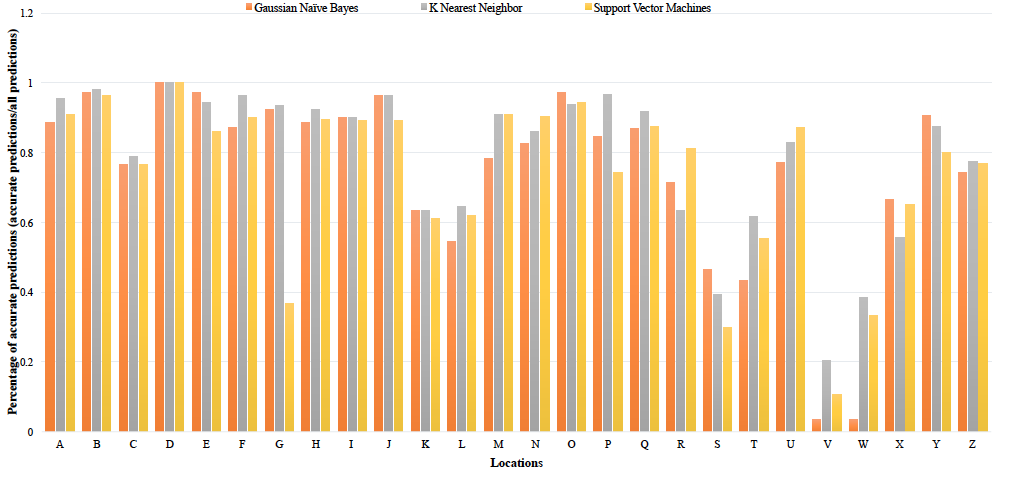 Gaussian Naïve Bayes K Nearest Neighbor Support Vector Machines
Percentage of accurate predictions (accurate predictions/all predictions)
1.2
1
0.8
0.6
0.4
0.2
0
A B C D E F G H I J K L M N O P Q R S T U V W X Y Z
Locations